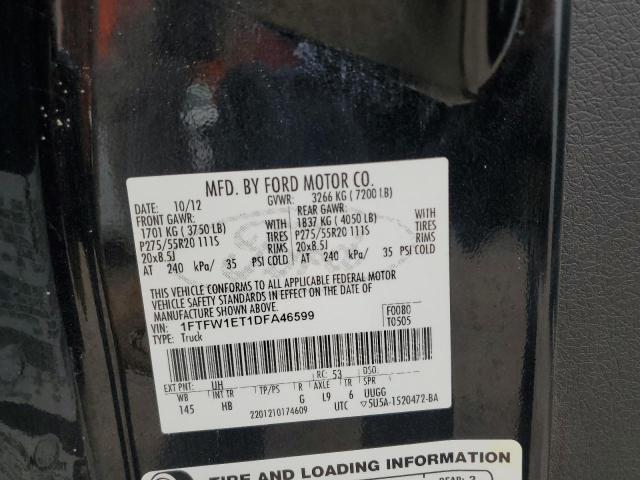 MFD. BY FORD MOTOR CO.
DATE: 10/12 GVWR: 3266 KG ( 7200 LB)
FRONT GAWR: REAR GAWR:
1701 KG ( 3750 LB) 1837 KG ( 4050 LB)
P275/55R20 111S TIRES P275/55R20 111S TIRES
20x8.5J RIMS 20x8.5J RIMS
AT 240 kPa/ 35 PSI COLD AT 240 kPa/ 35 PSI COLD
THIS VEHICLE CONFORMS TO ALL APPLICABLE FEDERAL MOTOR
VEHICLE SAFETY STANDARDS IN EFFECT ON THE DATE OF
MANUFACTURE SHOWN ABOVE.
VIN: 1FTFW1ET1DFA46599 F0080
TYPE: Truck T0505
EXT PNT: UH RC: 53 DSO:
WB INT TR TP/PS R AXLE TR SPR
145 HB G L9 6 UUGG
2201210174609 UTC ▽5U5A-1520472-BA
TIRE AND LOADING INFORMATION
REAR: 3